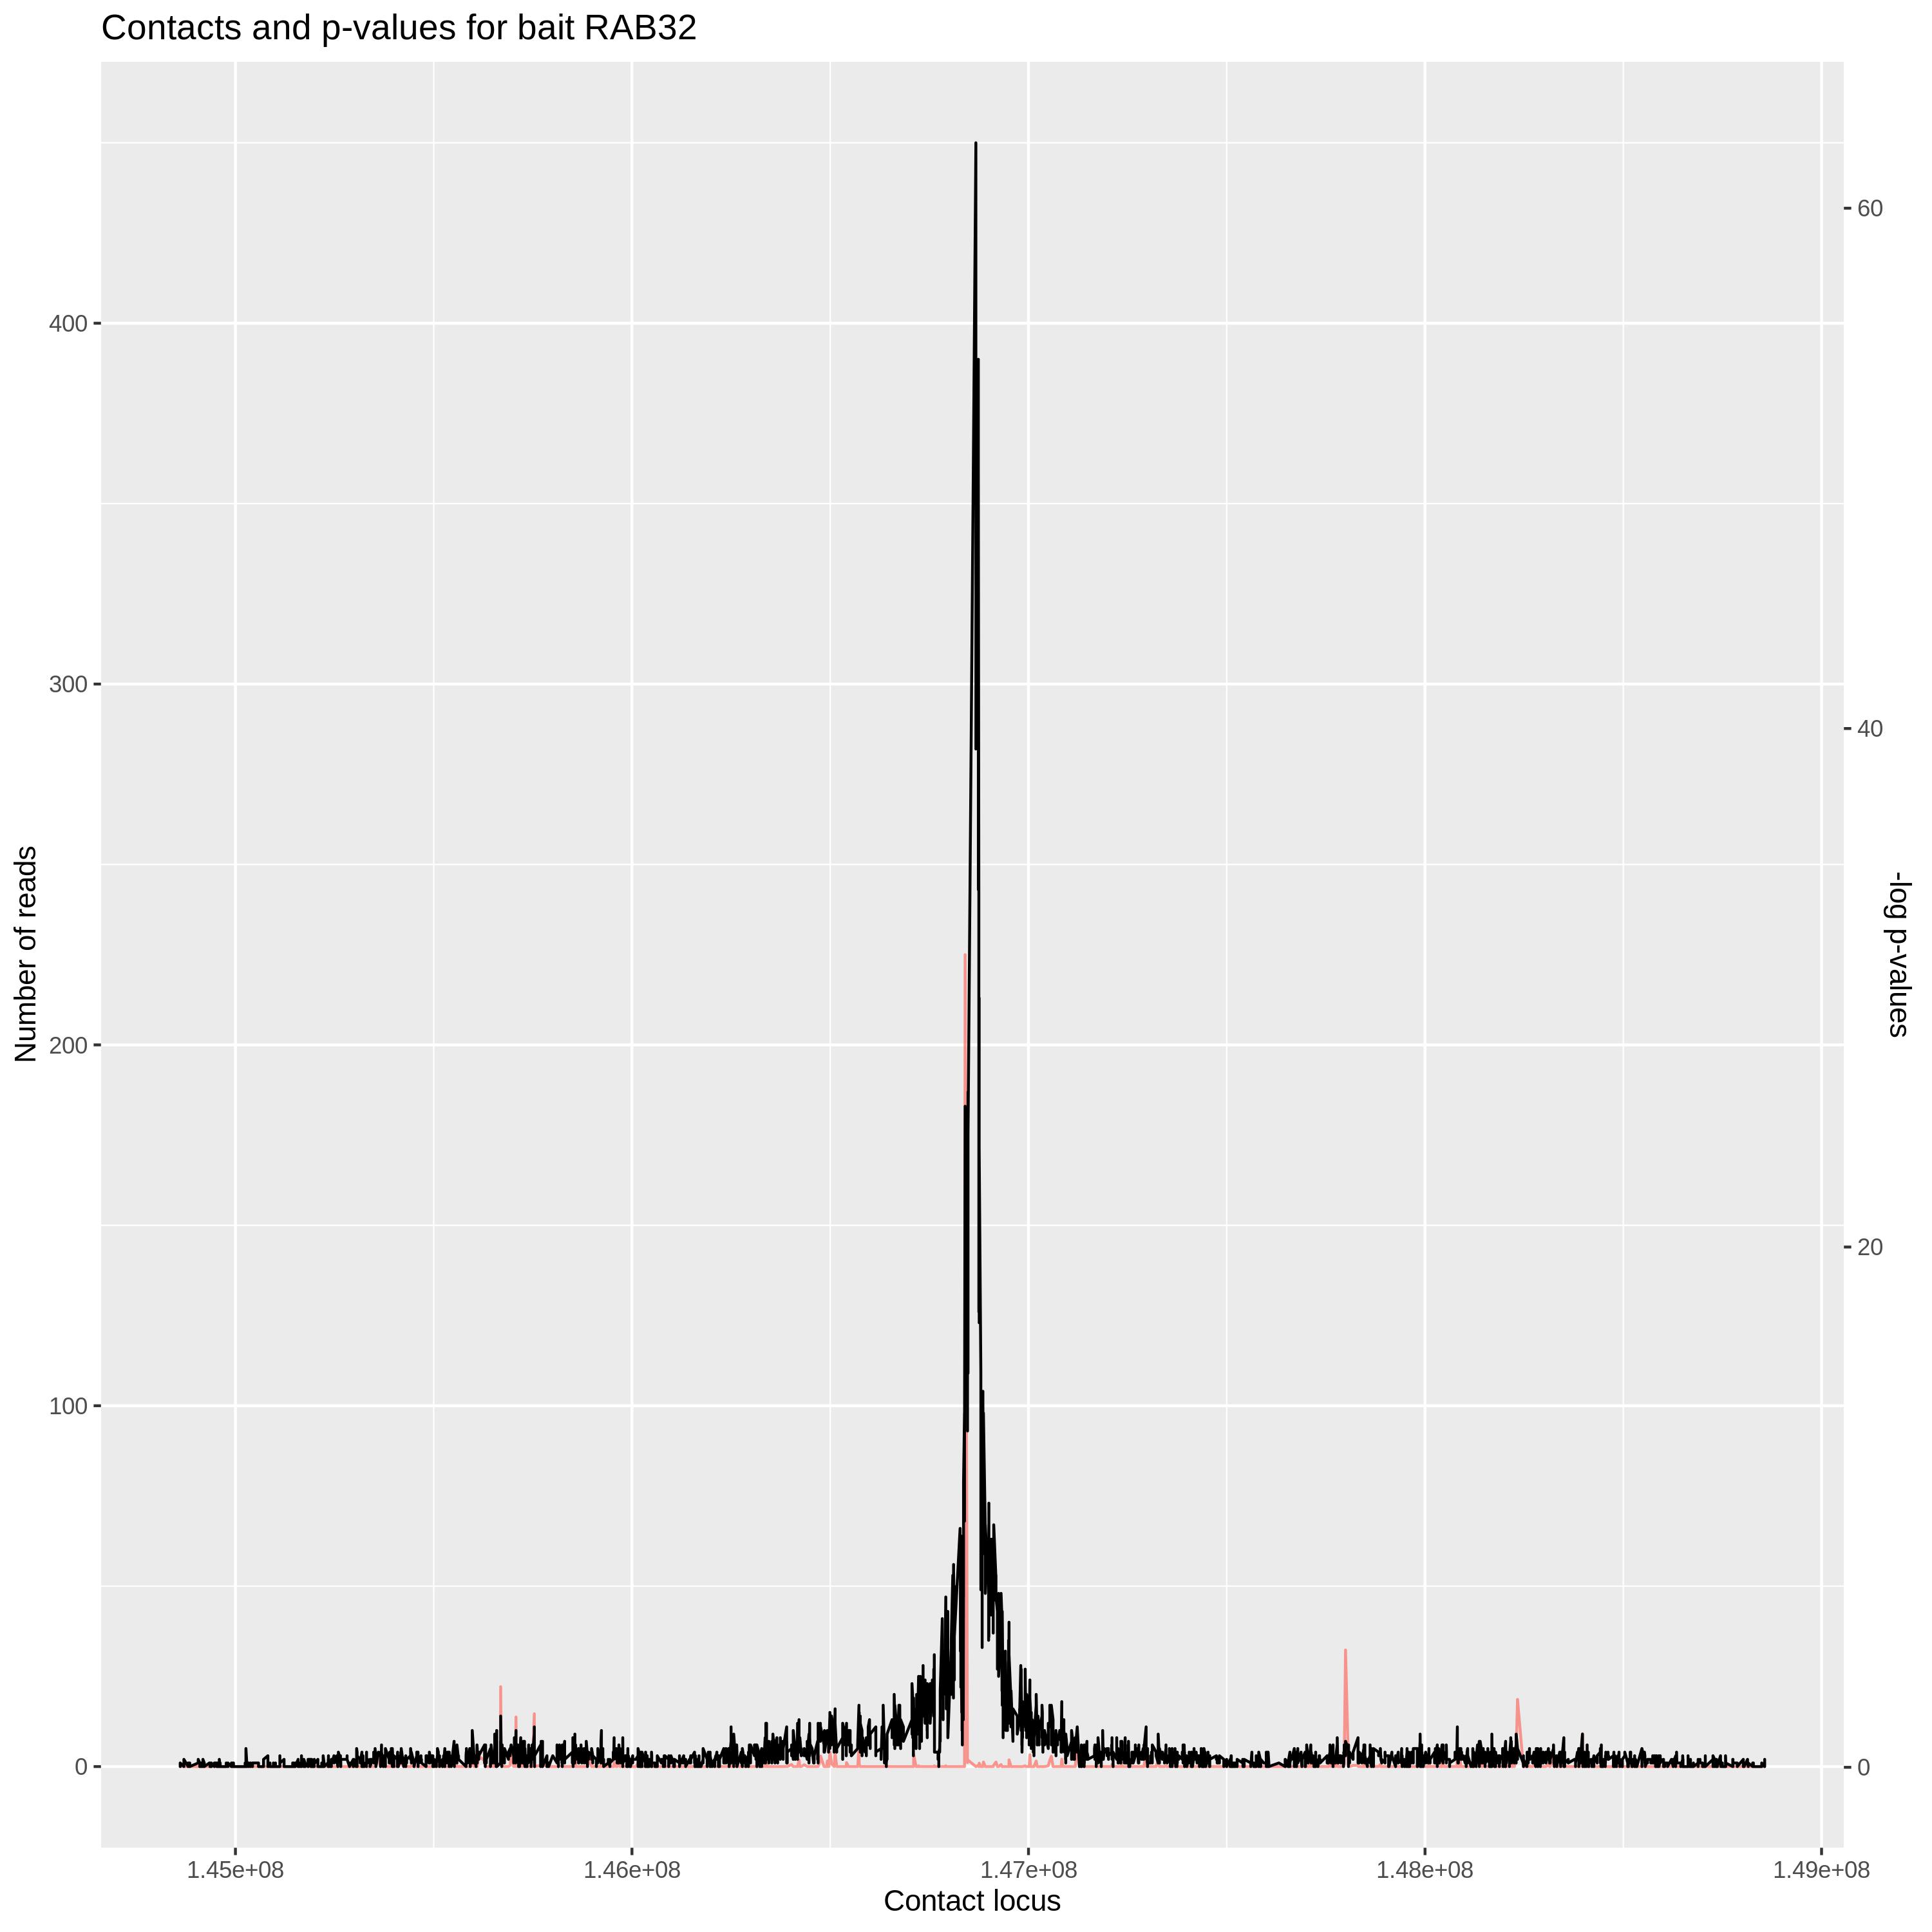 Contacts and p-values for bait RAB32
Number of reads
400
300
200
100
0
60
40
20
0
-log p-values
1.45e+08
1.46e+08
1.47e+08
1.48e+08
1.49e+08
Contact locus